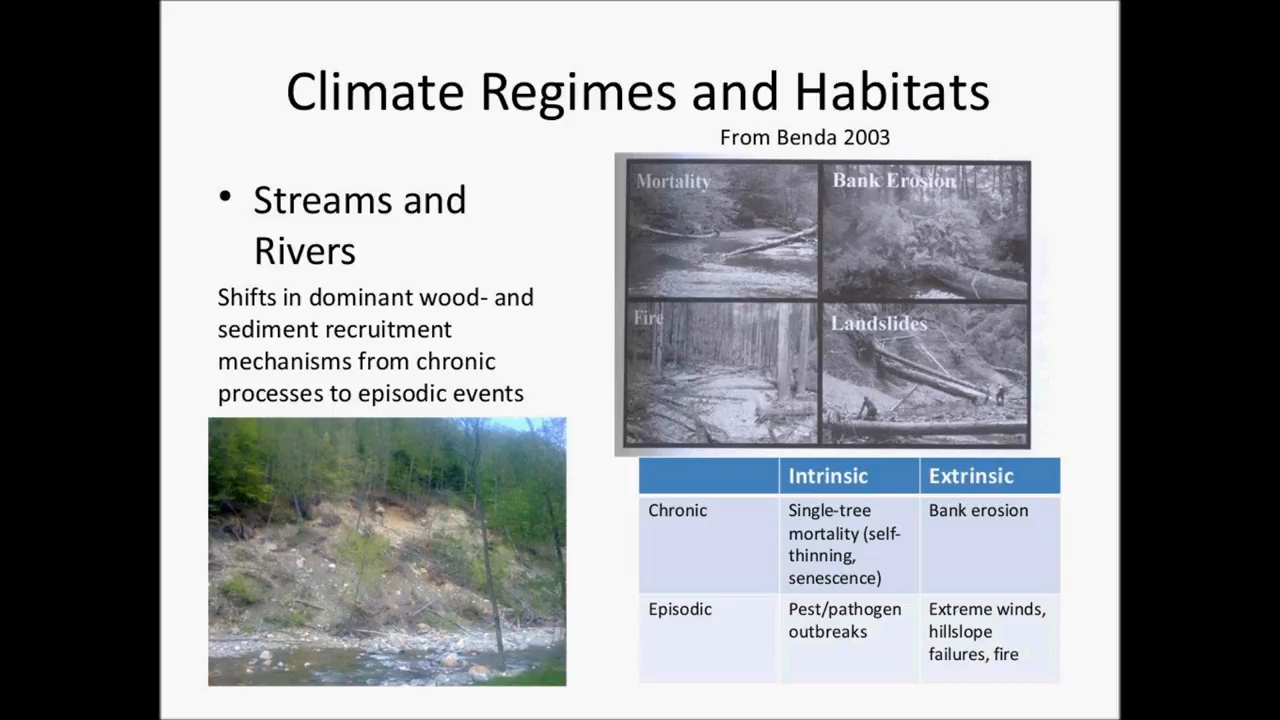 Climate Regimes and Habitats
From Benda 2003
• Streams and
Rivers
Shifts in dominant wood- and
sediment recruitment
mechanisms from chronic
processes to episodic events
Mortality
Bank Erosion
Fire
Landslides
Intrinsic
Extrinsic
Chronic
Single-tree
mortality (self-
thinning,
senescence)
Bank erosion
Episodic
Pest/pathogen
outbreaks
Extreme winds,
hillslope
failures, fire